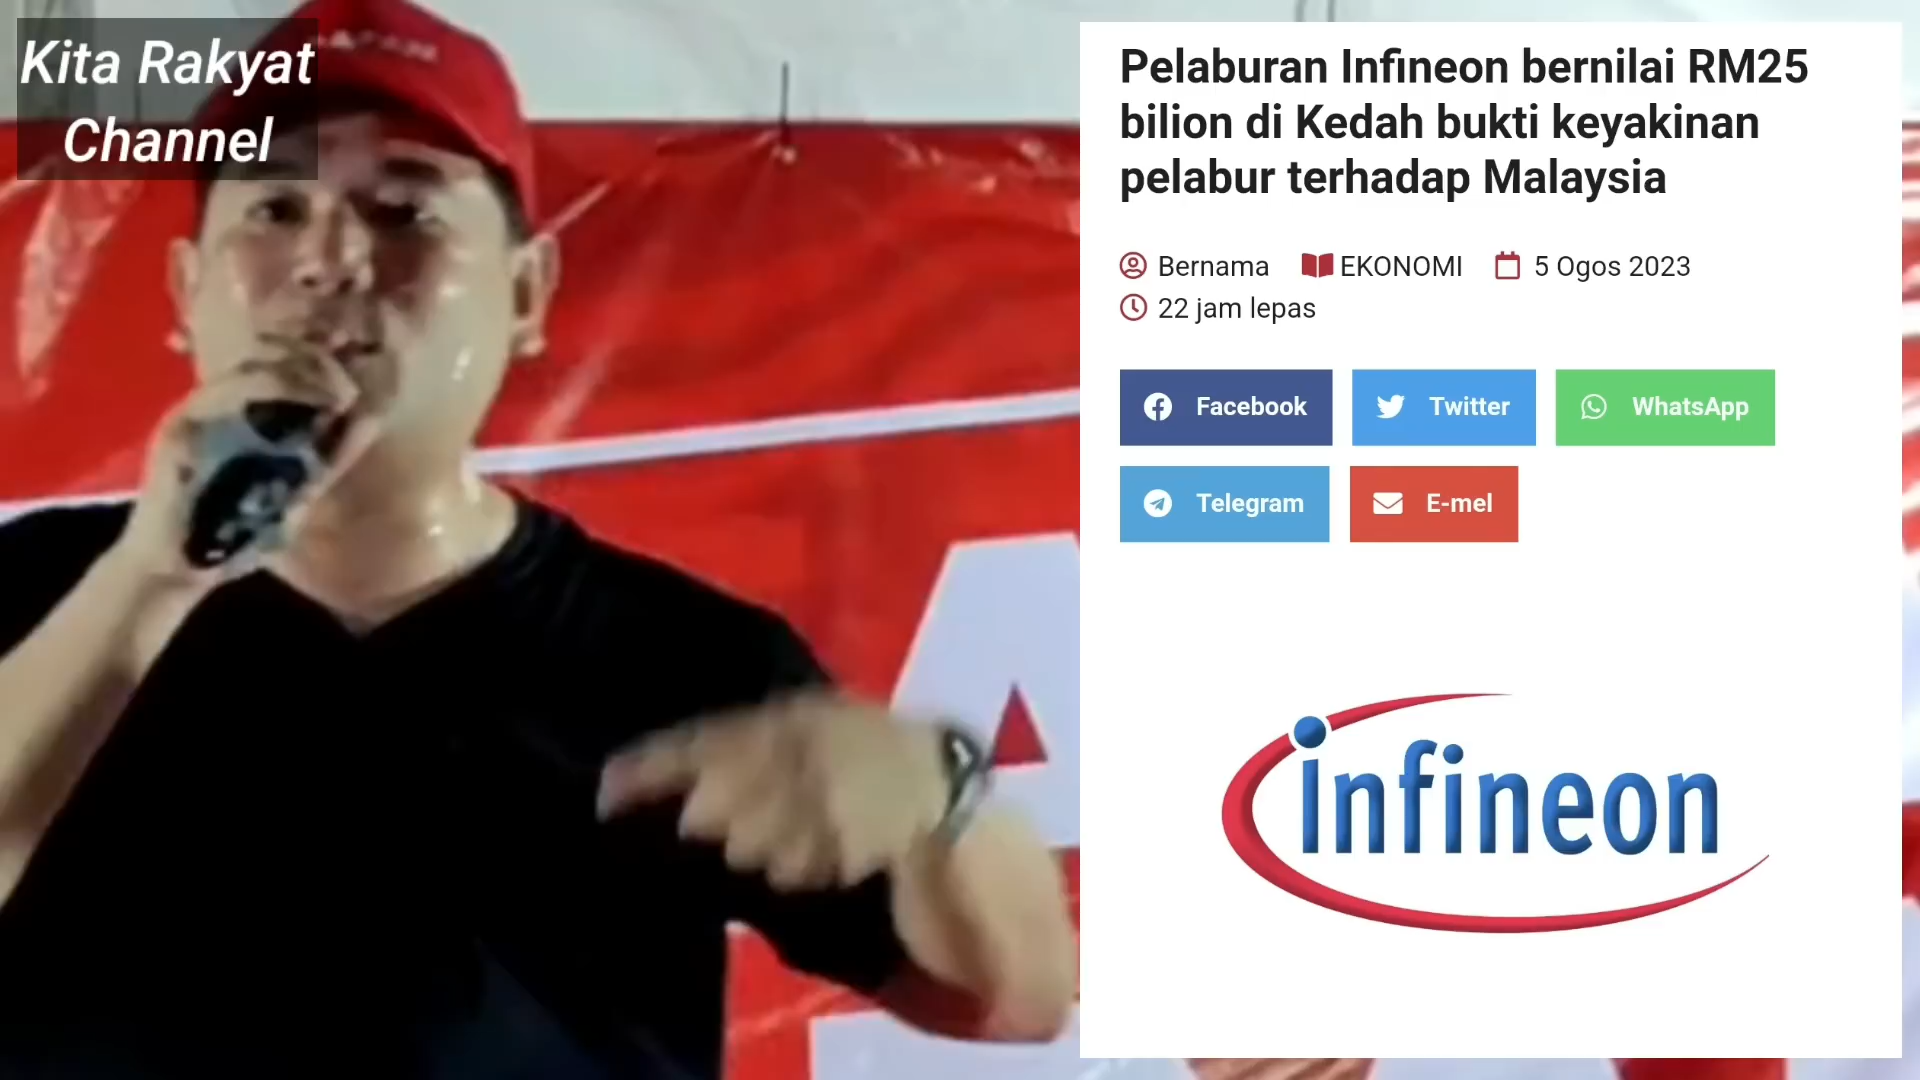 Kita Rakyat
Channel
Pelaburan Infineon bernilai RM25
bilion di Kedah bukti keyakinan
pelabur terhadap Malaysia
Bernama EKONOMI 5 Ogos 2023
22 jam lepas
Facebook Twitter WhatsApp
Telegram E-mel
infineon